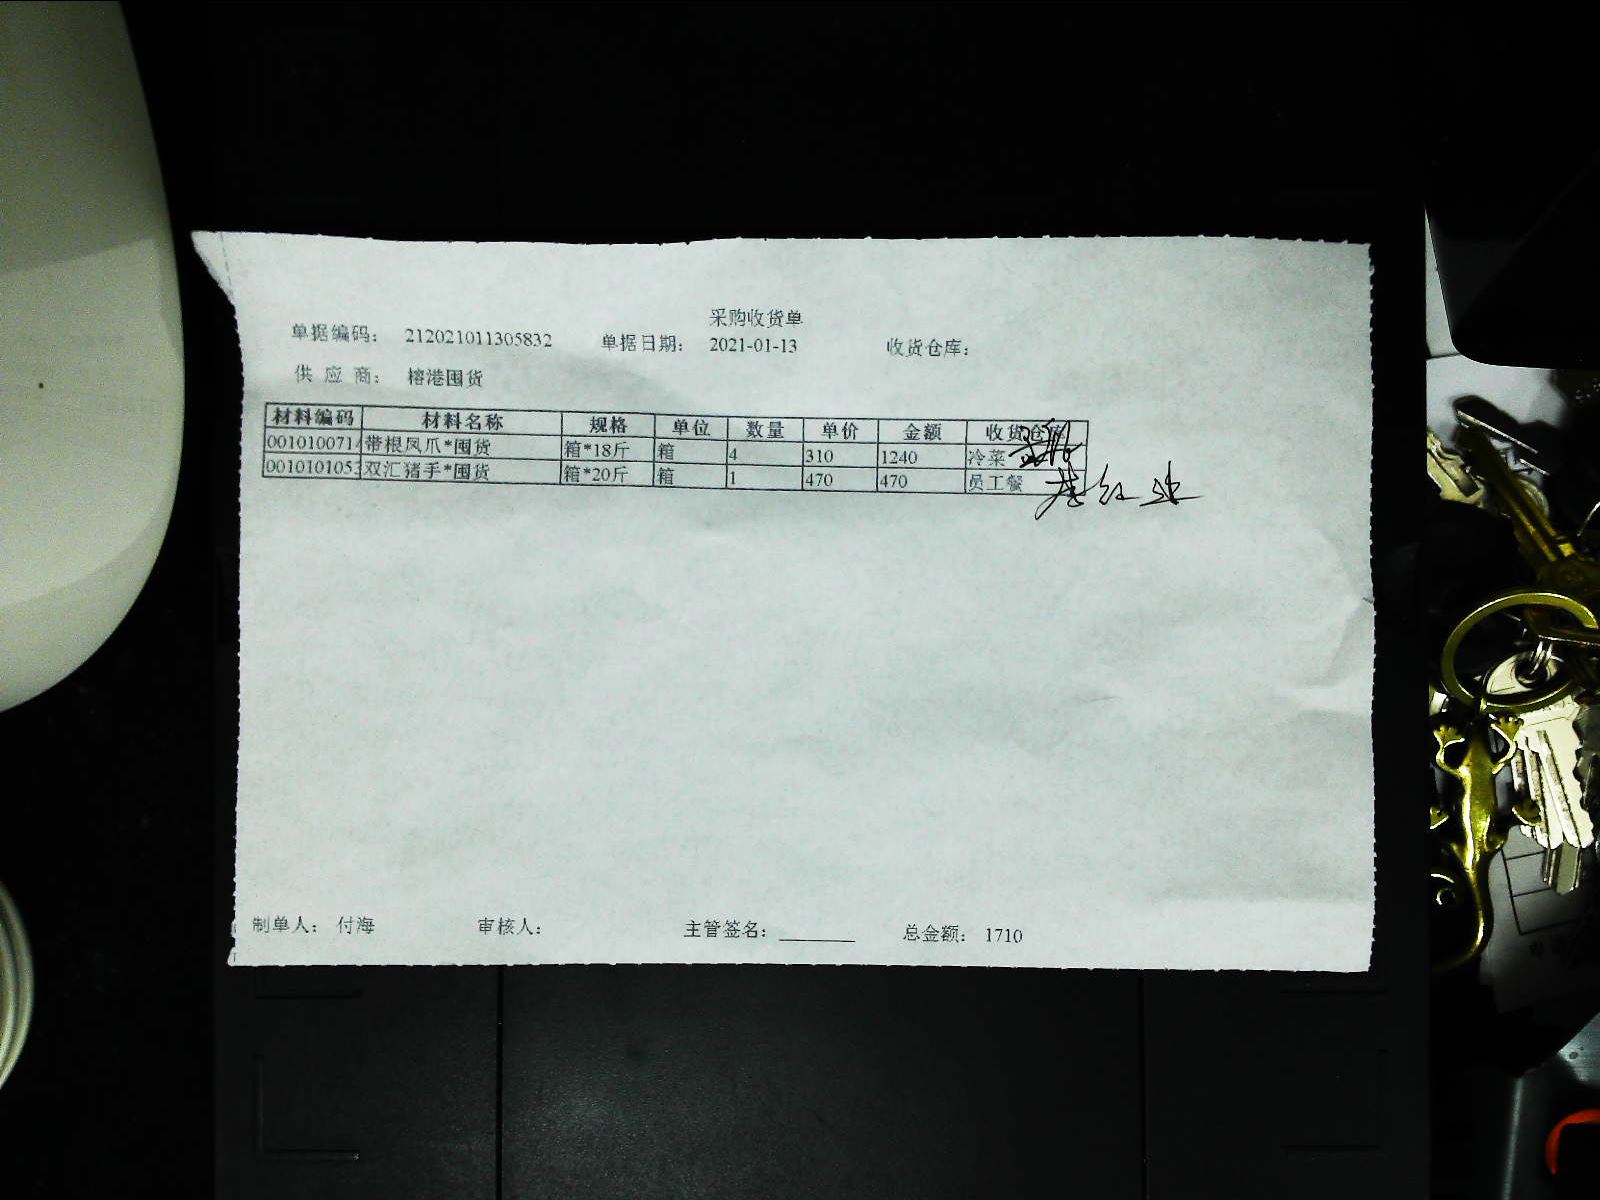 采购收货单
单据编码： 212021011305832 单据日期： 2021-01-13 收货仓库：
供 应 商： 榕港囤货
材料编码 材料名称 规格 单位 数量 单价 金额 收货仓库
0010100714 带根凤爪*囤货 箱*18斤 箱 4 310 1240 冷菜
0010101053 双汇猪手*囤货 箱*20斤 箱 1 470 470 员工餐
制单人： 付海 审核人： 主管签名： 总金额： 1710